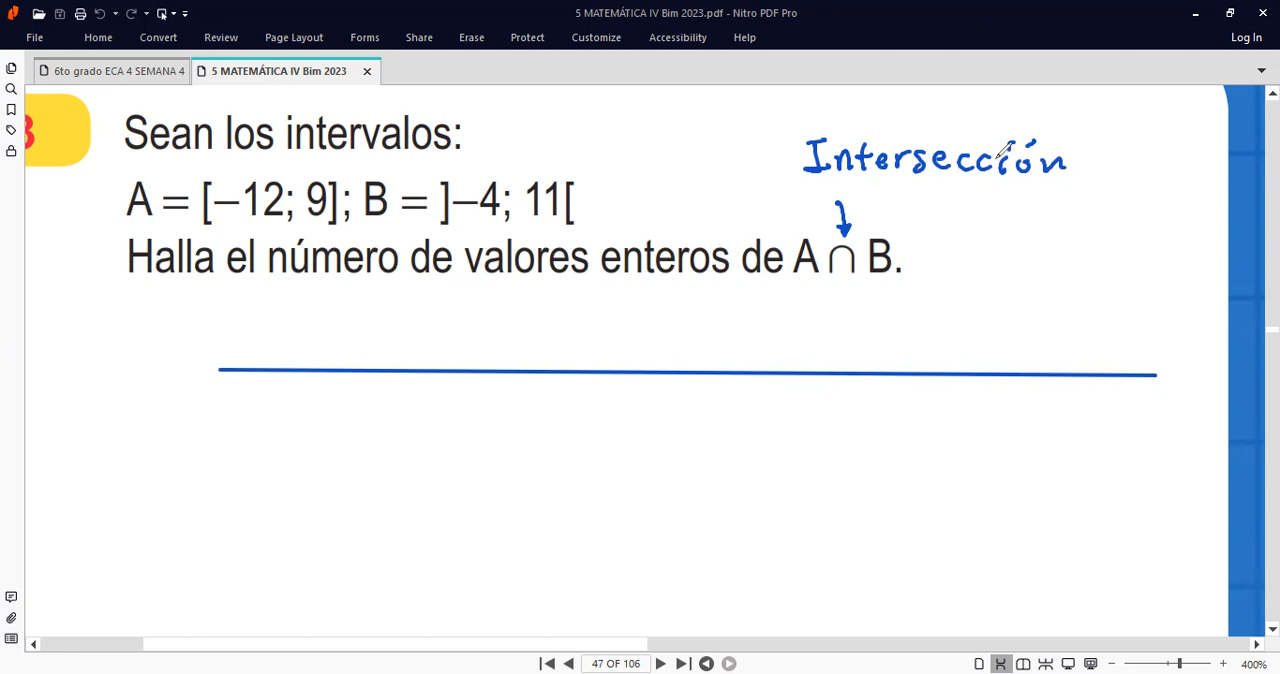 5 MATEMÁTICA IV Bim 2023.pdf - Nitro PDF Pro
File Home Convert Review Page Layout Forms Share Erase Protect Customize Accessibility Help Log In
6to grado ECA 4 SEMANA 4 5 MATEMÁTICA IV Bim 2023
Sean los intervalos:
Intersección
A = [–12; 9]; B = ]–4; 11[
Halla el número de valores enteros de A ∩ B.
47 OF 106
400%